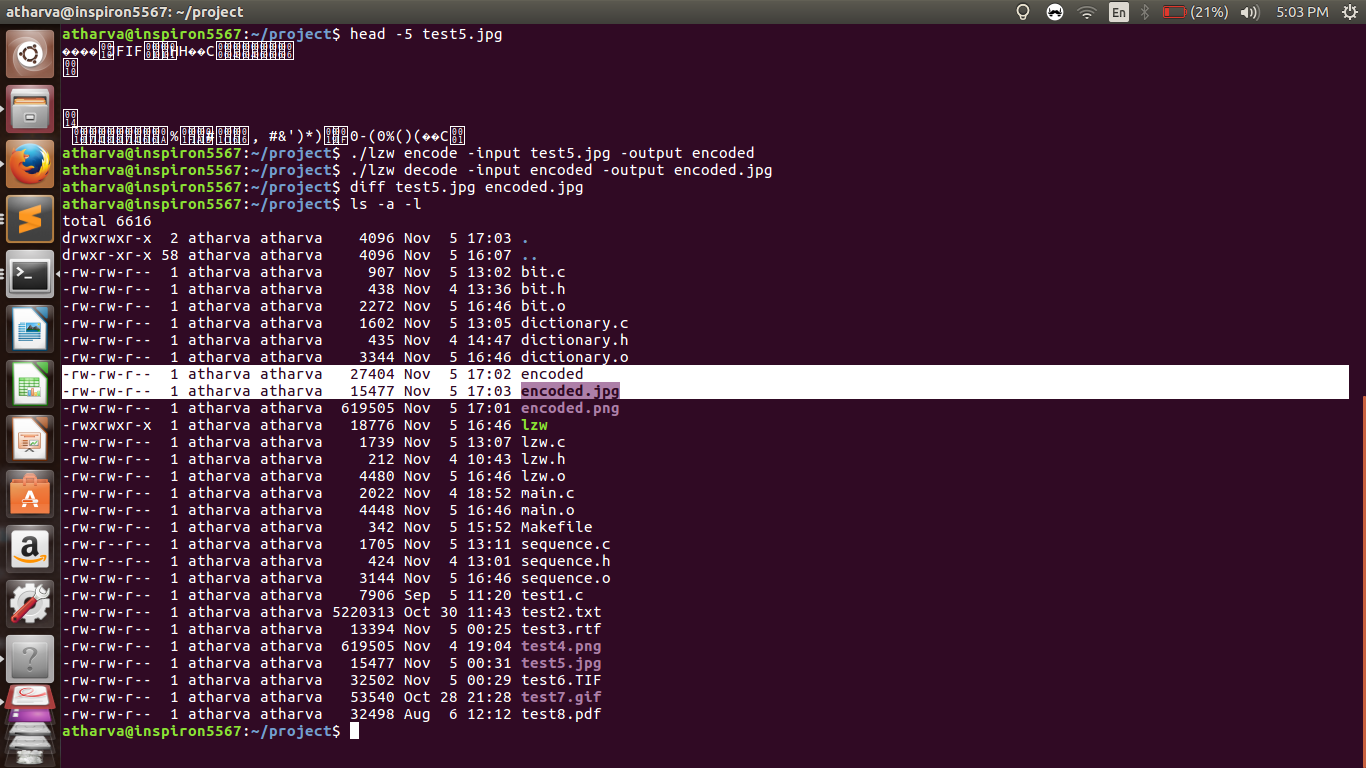 atharva@inspiron5567: ~/project En (21%) 5:03 PM
atharva@inspiron5567:~/project$ head -5 test5.jpg
FIF HH C
% # , #&')*) 0-(0%()( C
atharva@inspiron5567:~/project$ ./lzw encode -input test5.jpg -output encoded
atharva@inspiron5567:~/project$ ./lzw decode -input encoded -output encoded.jpg
atharva@inspiron5567:~/project$ diff test5.jpg encoded.jpg
atharva@inspiron5567:~/project$ ls -a -l
total 6616
drwxrwxr-x  2 atharva atharva    4096 Nov  5 17:03 .
drwxr-xr-x 58 atharva atharva    4096 Nov  5 16:07 ..
-rw-rw-r--  1 atharva atharva     907 Nov  5 13:02 bit.c
-rw-rw-r--  1 atharva atharva     438 Nov  4 13:36 bit.h
-rw-rw-r--  1 atharva atharva    2272 Nov  5 16:46 bit.o
-rw-rw-r--  1 atharva atharva    1602 Nov  5 13:05 dictionary.c
-rw-rw-r--  1 atharva atharva     435 Nov  4 14:47 dictionary.h
-rw-rw-r--  1 atharva atharva    3344 Nov  5 16:46 dictionary.o
-rw-rw-r--  1 atharva atharva   27404 Nov  5 17:02 encoded
-rw-rw-r--  1 atharva atharva   15477 Nov  5 17:03 encoded.jpg
-rw-rw-r--  1 atharva atharva  619505 Nov  5 17:01 encoded.png
-rwxrwxr-x  1 atharva atharva   18776 Nov  5 16:46 lzw
-rw-rw-r--  1 atharva atharva    1739 Nov  5 13:07 lzw.c
-rw-rw-r--  1 atharva atharva     212 Nov  4 10:43 lzw.h
-rw-rw-r--  1 atharva atharva    4480 Nov  5 16:46 lzw.o
-rw-rw-r--  1 atharva atharva    2022 Nov  4 18:52 main.c
-rw-rw-r--  1 atharva atharva    4448 Nov  5 16:46 main.o
-rw-rw-r--  1 atharva atharva     342 Nov  5 15:52 Makefile
-rw-r--r--  1 atharva atharva    1705 Nov  5 13:11 sequence.c
-rw-r--r--  1 atharva atharva     424 Nov  4 13:01 sequence.h
-rw-rw-r--  1 atharva atharva    3144 Nov  5 16:46 sequence.o
-rw-rw-r--  1 atharva atharva    7906 Sep  5 11:20 test1.c
-rw-rw-r--  1 atharva atharva 5220313 Oct 30 11:43 test2.txt
-rw-rw-r--  1 atharva atharva   13394 Nov  5 00:25 test3.rtf
-rw-rw-r--  1 atharva atharva  619505 Nov  4 19:04 test4.png
-rw-rw-r--  1 atharva atharva   15477 Nov  5 00:31 test5.jpg
-rw-rw-r--  1 atharva atharva   32502 Nov  5 00:29 test6.TIF
-rw-rw-r--  1 atharva atharva   53540 Oct 28 21:28 test7.gif
-rw-rw-r--  1 atharva atharva   32498 Aug  6 12:12 test8.pdf
atharva@inspiron5567:~/project$